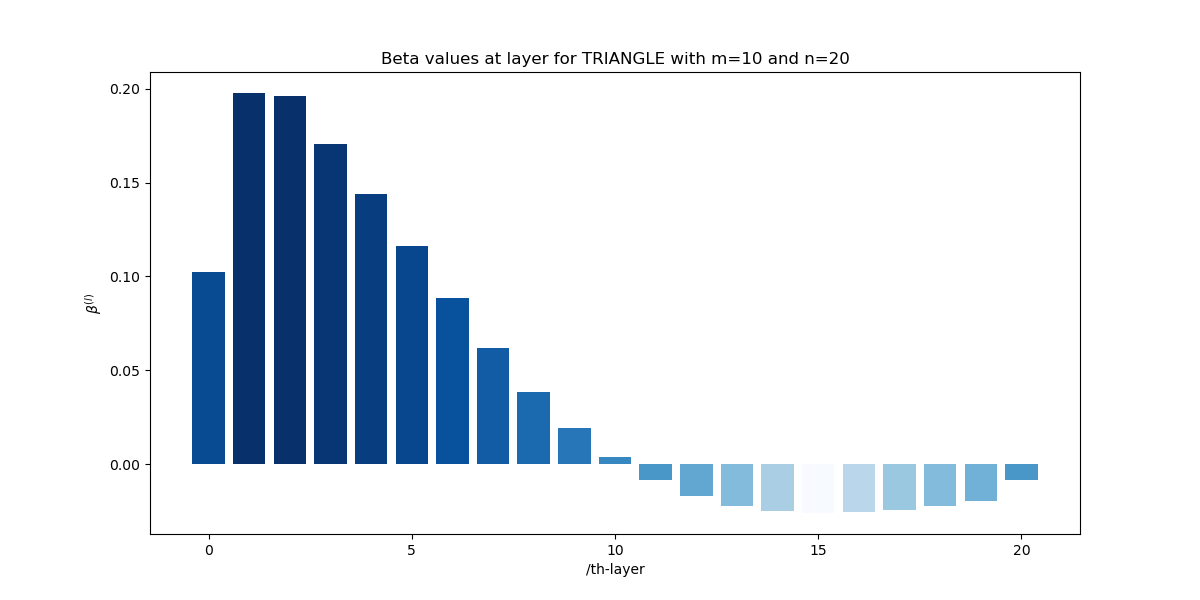 Beta values at layer for TRIANGLE with m=10 and n=20
0.20
0.15
0.10
0.05
0.00
β⁽ˡ⁾
0 5 10 15 20
/th-layer